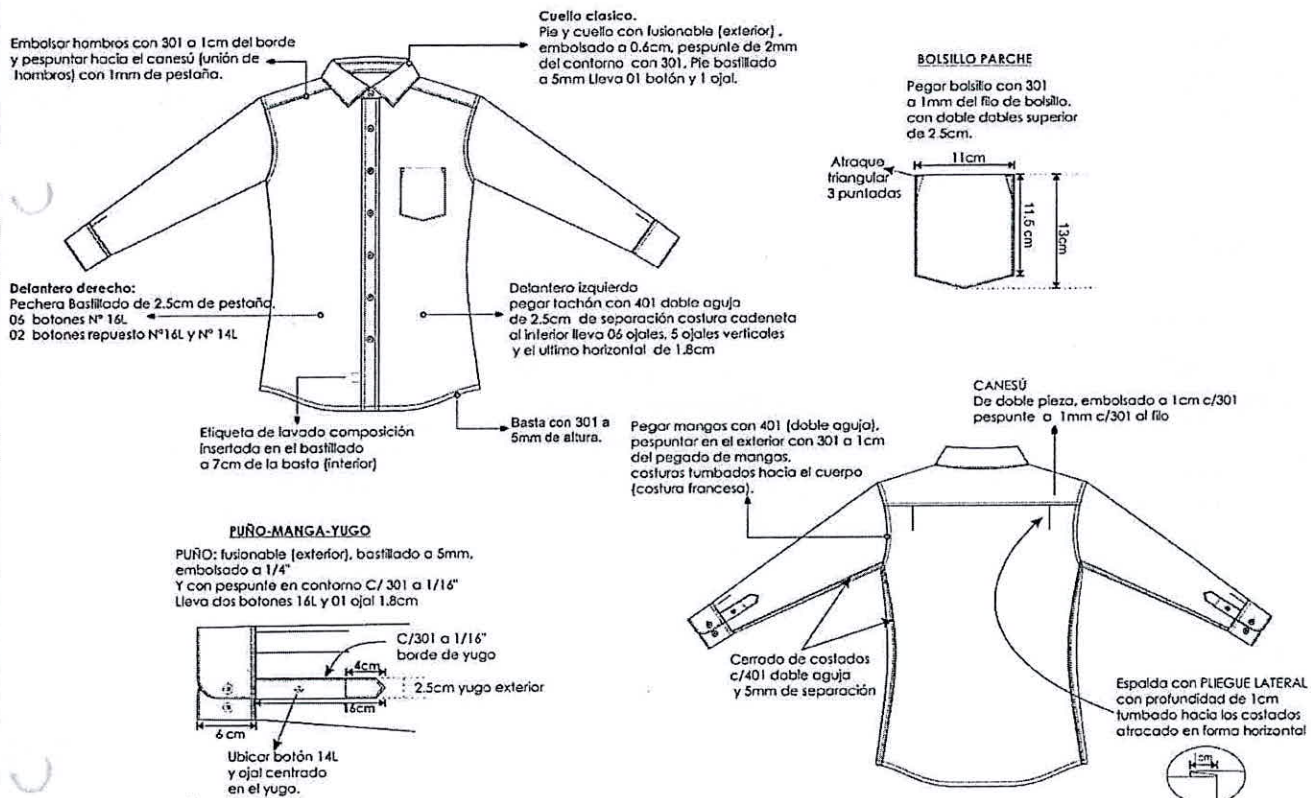 Embolsar hombros con 301 a 1cm del borde
y pespuntar hacia el canesú (unión de
hombros) con 1mm de pestaña.
Cuello clasico.
Pie y cuello con fusionable (exterior) ,
embolsado a 0.6cm, pespunte de 2mm
del contorno con 301. Pie bastillado
a 5mm Lleva 01 botón y 1 ojal.
BOLSILLO PARCHE
Pegar bolsillo con 301
a 1mm del filo de bolsillo.
con doble dobles superior
de 2.5cm.
Atraque
triangular
3 puntadas
11cm
11.5 cm
13cm
Delantero derecho:
Pechera Bastillado de 2.5cm de pestaña.
06 botones N° 16L
02 botones repuesto N°16L y N° 14L
Delantero izquierdo
pegar tachón con 401 doble aguja
de 2.5cm de separación costura cadeneta
al interior lleva 06 ojales, 5 ojales verticales
y el ultimo horizontal de 1.8cm
Etiqueta de lavado composición
insertada en el bastillado
a 7cm de la basta (interior)
Basta con 301 a
5mm de altura.
CANESÚ
De doble pieza, embolsado a 1cm c/301
pespunte a 1mm c/301 al filo
Pegar mangas con 401 (doble aguja),
pespuntar en el exterior con 301 a 1cm
del pegado de mangas,
costuras tumbados hacia el cuerpo
(costura francesa).
PUÑO-MANGA-YUGO
PUÑO: fusionable (exterior), bastillado a 5mm,
embolsado a 1/4"
Y con pespunte en contorno C/ 301 a 1/16"
Lleva dos botones 16L y 01 ojal 1.8cm
C/301 a 1/16"
borde de yugo
4cm
2.5cm yugo exterior
16cm
6 cm
Ubicar botón 14L
y ojal centrado
en el yugo.
Cerrado de costados
c/401 doble aguja
y 5mm de separación
Espalda con PLIEGUE LATERAL
con profundidad de 1cm
tumbado hacia los costados
atracado en forma horizontal
1cm